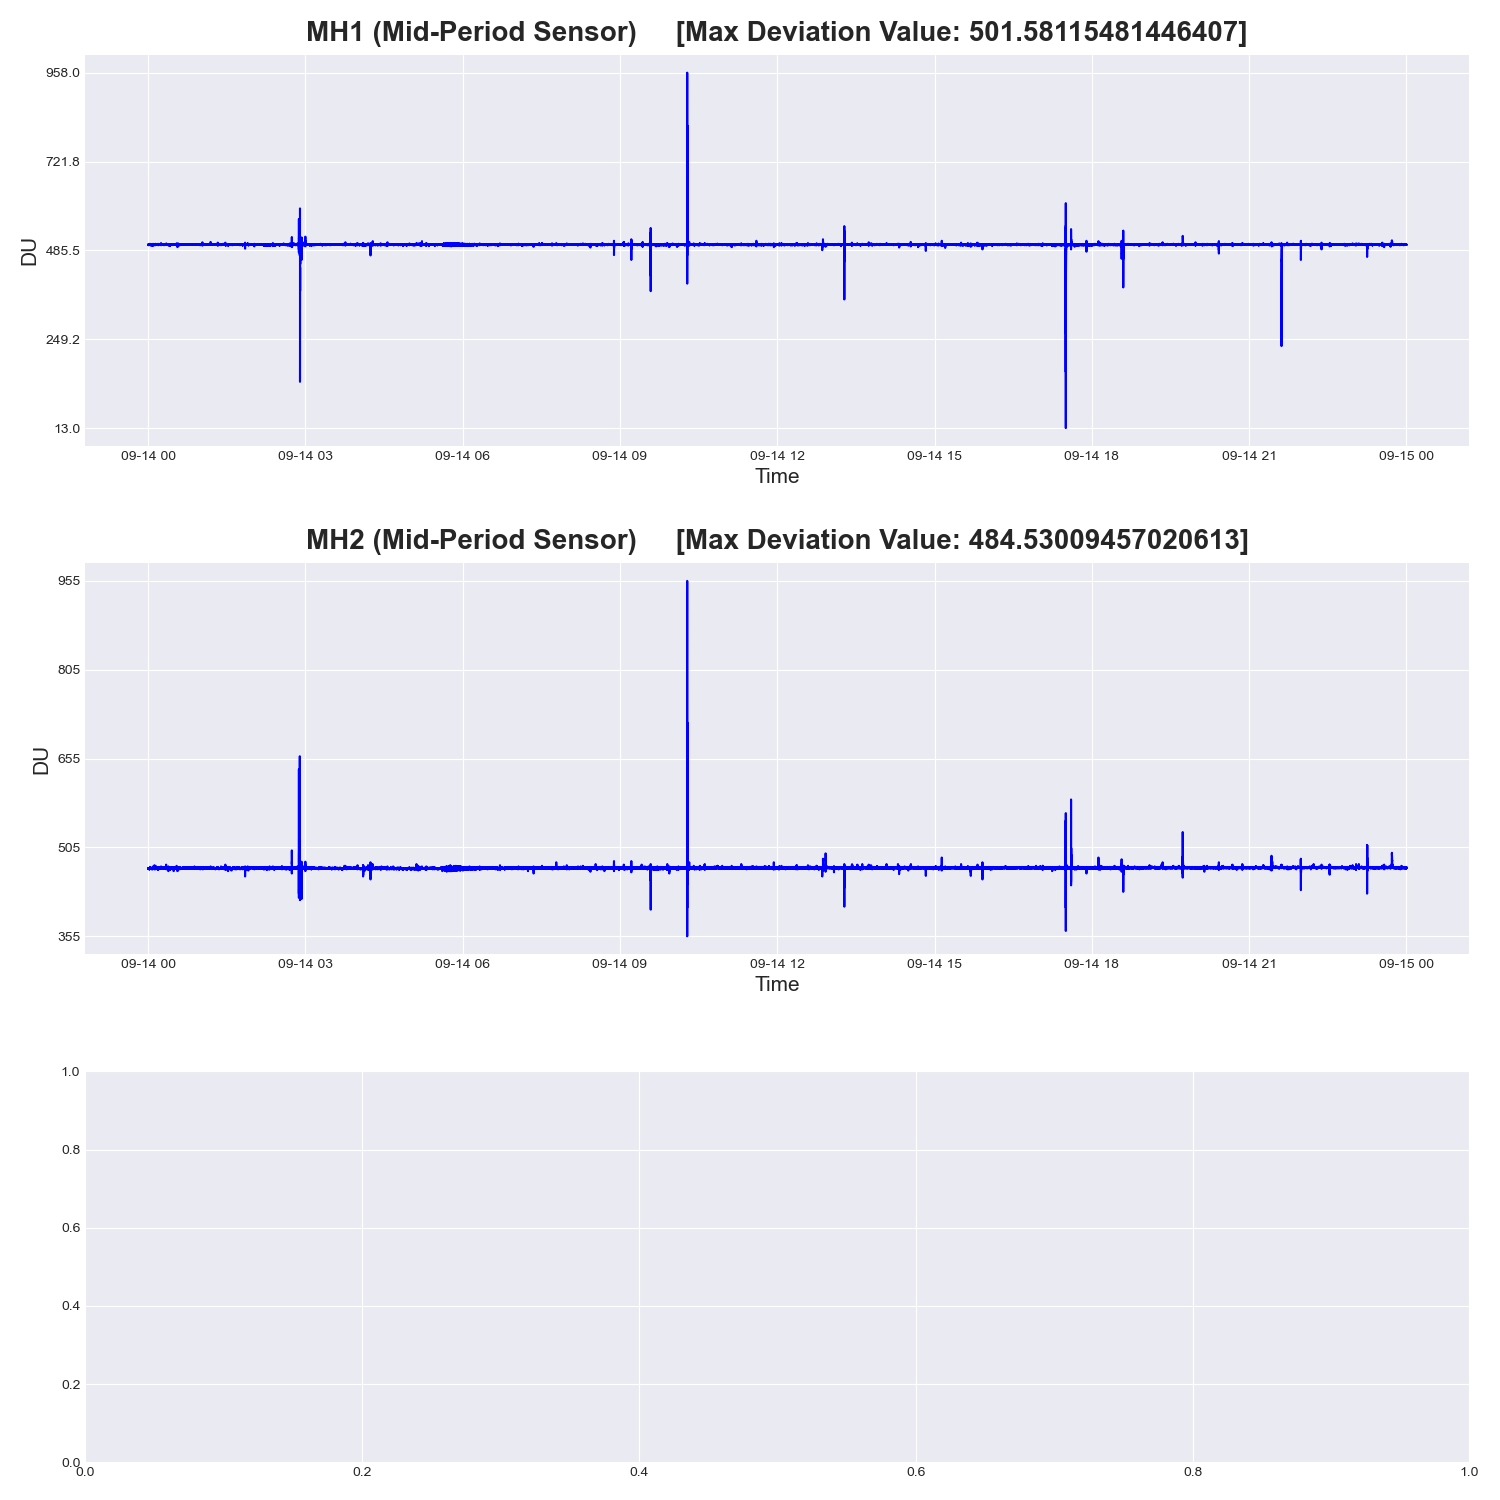 MH1 (Mid-Period Sensor) [Max Deviation Value: 501.58115481446407]
958.0
721.8
485.5
249.2
13.0
DU
09-14 00 09-14 03 09-14 06 09-14 09 09-14 12 09-14 15 09-14 18 09-14 21 09-15 00
Time
MH2 (Mid-Period Sensor) [Max Deviation Value: 484.53009457020613]
955
805
655
505
355
DU
09-14 00 09-14 03 09-14 06 09-14 09 09-14 12 09-14 15 09-14 18 09-14 21 09-15 00
Time
1.0
0.8
0.6
0.4
0.2
0.0
0.0 0.2 0.4 0.6 0.8 1.0